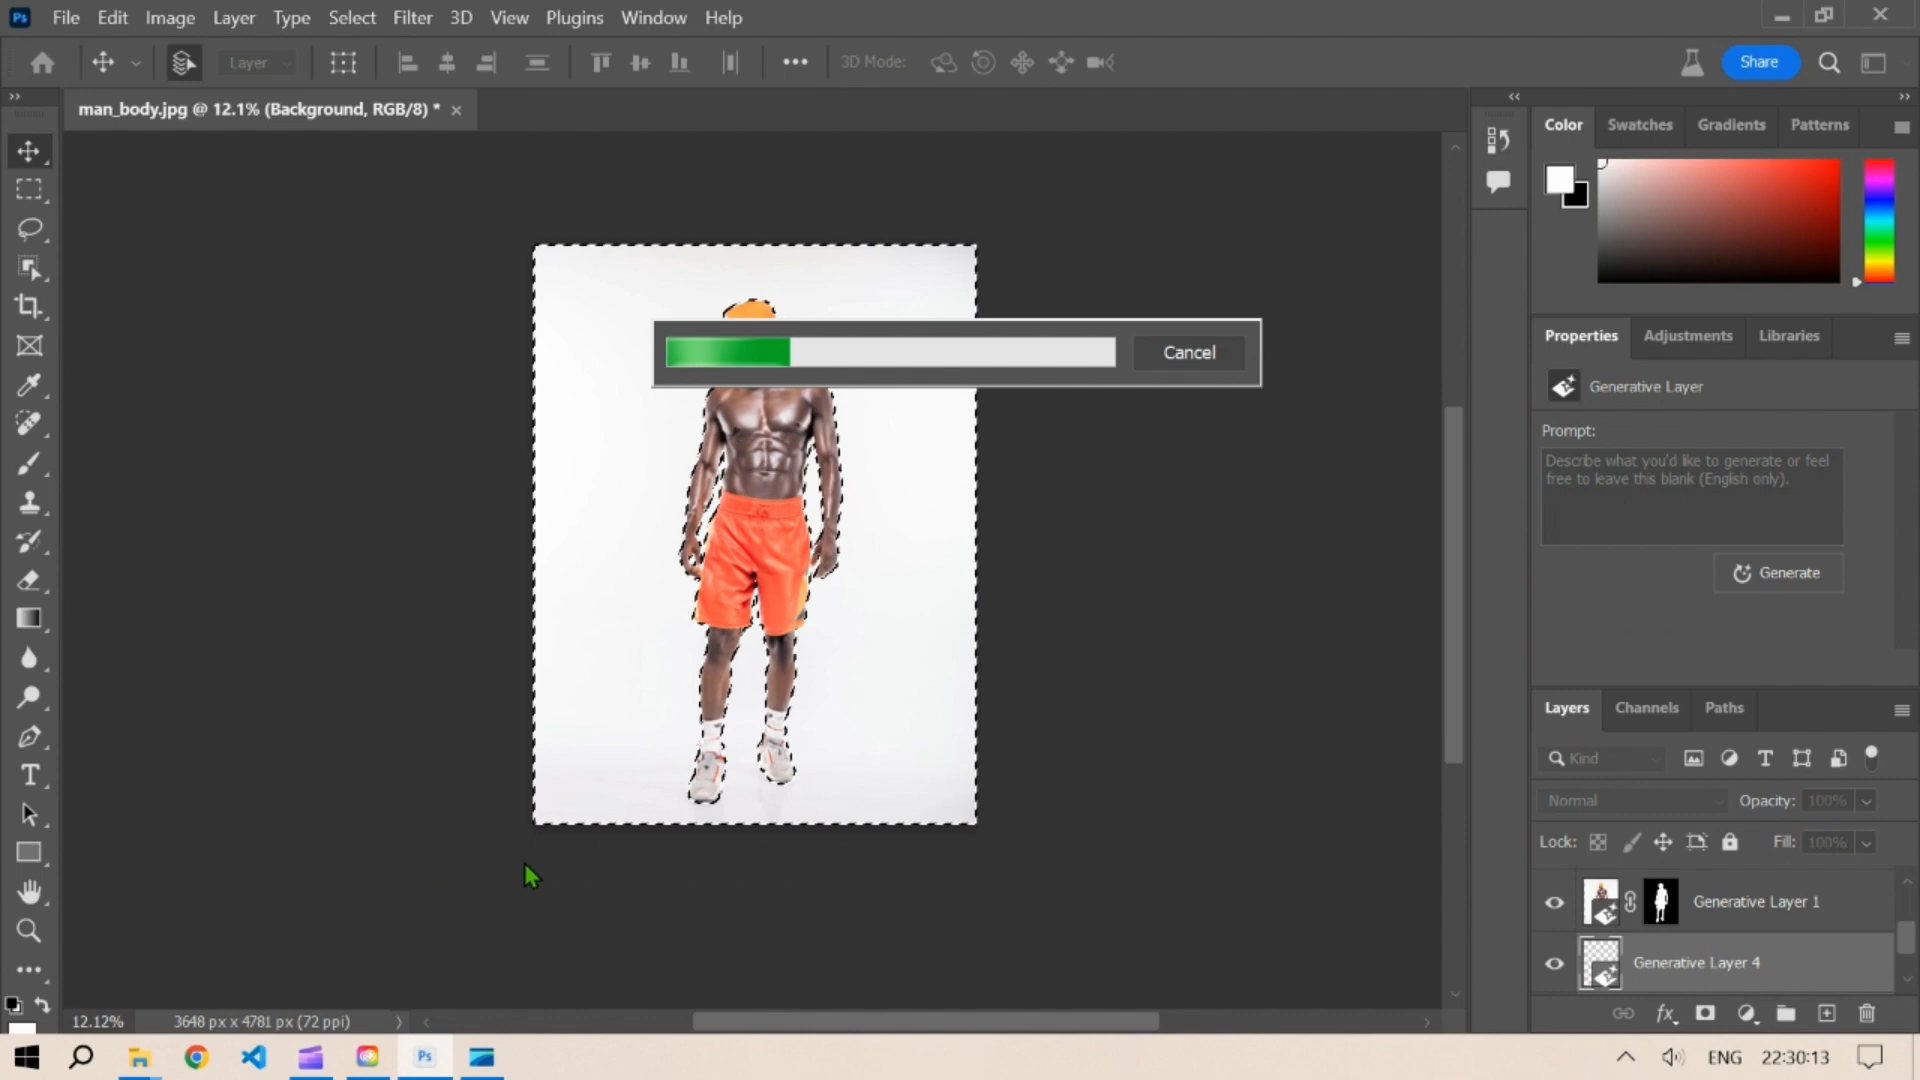 Ps File Edit Image Layer Type Select Filter 3D View Plugins Window Help
Layer 3D Mode: Share
man_body.jpg @ 12.1% (Background, RGB/8) *
Color Swatches Gradients Patterns
Cancel
Properties Adjustments Libraries
Generative Layer
Prompt:
Describe what you'd like to generate or feel
free to leave this blank (English only).
Generate
Layers Channels Paths
Kind
Normal Opacity: 100%
Lock: Fill: 100%
Generative Layer 1
Generative Layer 4
fx
12.12% 3648 px x 4781 px (72 ppi)
Ps ENG 22:30:13